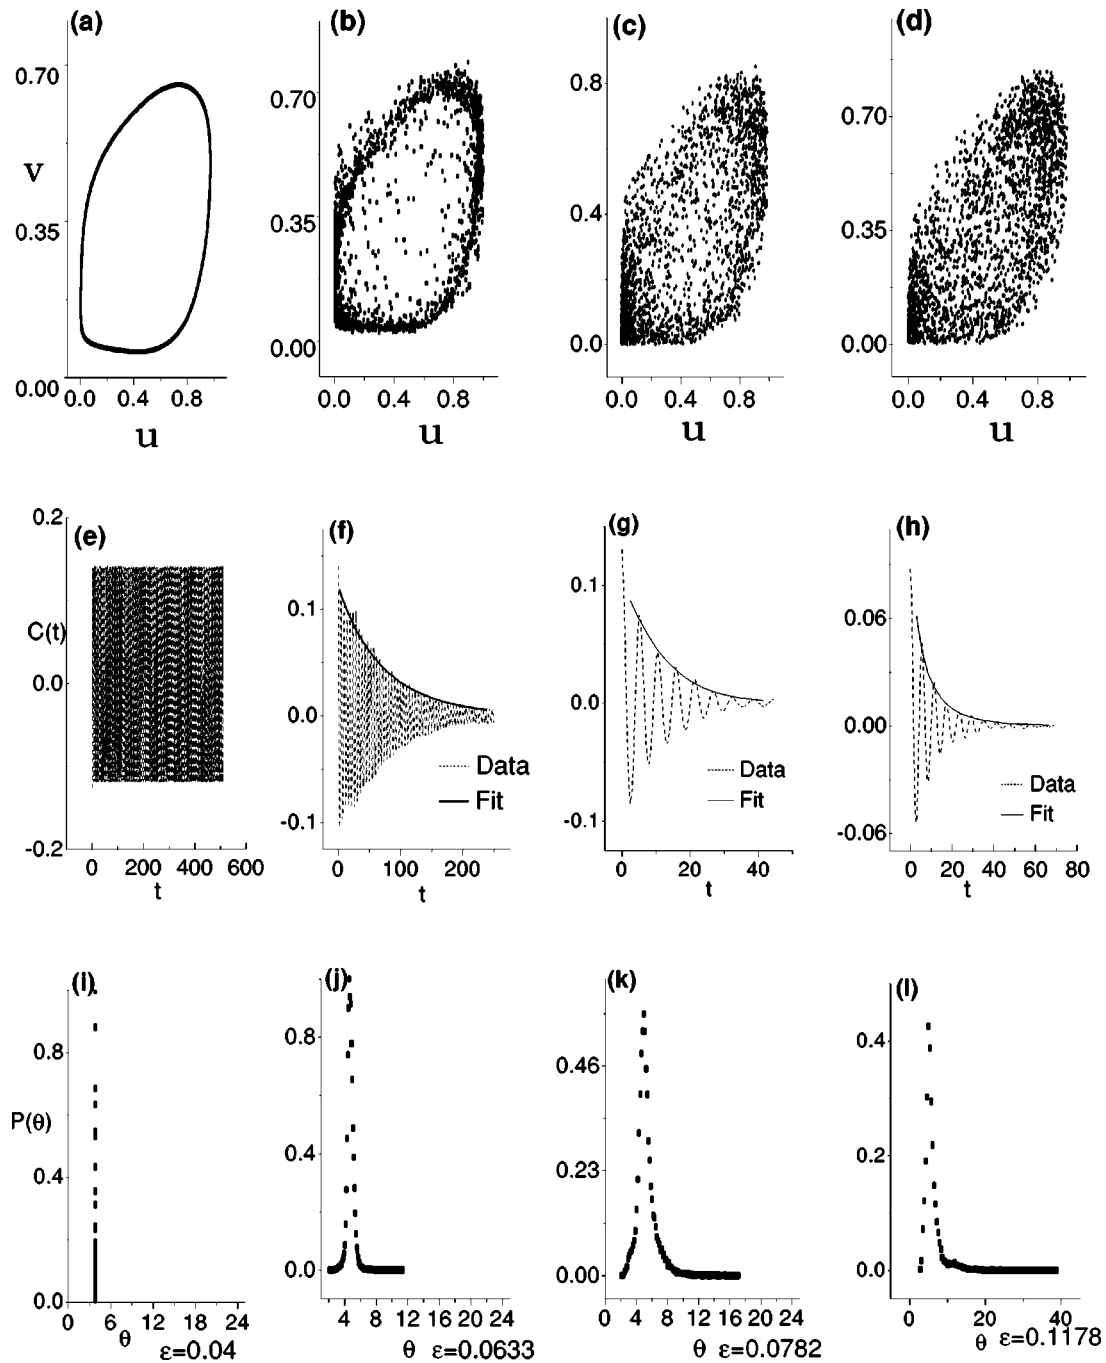 (a) (b) (c) (d)
0.70 0.35 0.00
v
0.0 0.4 0.8
u
0.70 0.35 0.00
0.0 0.4 0.8
u
0.8 0.4 0.0
0.0 0.4 0.8
u
0.70 0.35 0.00
0.0 0.4 0.8
u
(e) (f) (g) (h)
0.2 0.0 -0.2
C(t)
0 200 400 600
t
0.1 0.0 -0.1
Data
Fit
0 100 200
t
0.1 0.0 -0.1
Data
Fit
0 20 40
t
0.06 0.00 -0.06
Data
Fit
0 20 40 60 80
t
(i) (j) (k) (l)
0.8 0.4 0.0
P(θ)
0 6 12 18 24
θ ε=0.04
0.8 0.4 0.0
4 8 12 16 20 24
θ ε=0.0633
0.46 0.23 0.00
0 4 8 12 16 20 24
θ ε=0.0782
0.4 0.2 0.0
0 20 40
θ ε=0.1178